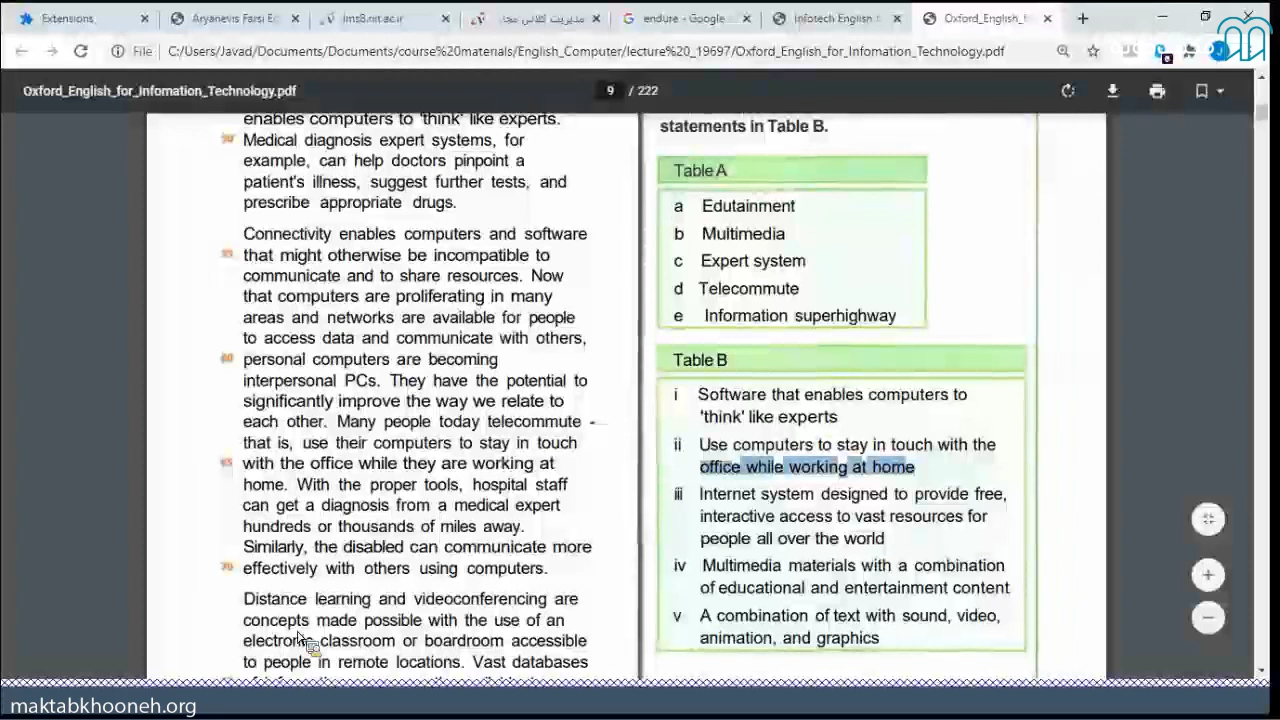 Extensions
Aryanevis Farsi E
lms8.nit.ac.ir
مدیریت کلاس مجا
endure - Google
Infotech English
Oxford_English_f
File
C:/Users/Javad/Documents/Documents/course%20materials/English_Computer/lecture%20_19697/Oxford_English_for_Infomation_Technology.pdf
Oxford_English_for_Infomation_Technology.pdf
9 / 222
enables computers to 'think' like experts.
50 Medical diagnosis expert systems, for
example, can help doctors pinpoint a
patient's illness, suggest further tests, and
prescribe appropriate drugs.
Connectivity enables computers and software
55 that might otherwise be incompatible to
communicate and to share resources. Now
that computers are proliferating in many
areas and networks are available for people
to access data and communicate with others,
60 personal computers are becoming
interpersonal PCs. They have the potential to
significantly improve the way we relate to
each other. Many people today telecommute -
that is, use their computers to stay in touch
65 with the office while they are working at
home. With the proper tools, hospital staff
can get a diagnosis from a medical expert
hundreds or thousands of miles away.
Similarly, the disabled can communicate more
70 effectively with others using computers.
Distance learning and videoconferencing are
concepts made possible with the use of an
electronic classroom or boardroom accessible
to people in remote locations. Vast databases
statements in Table B.
Table A
a Edutainment
b Multimedia
c Expert system
d Telecommute
e Information superhighway
Table B
i Software that enables computers to
'think' like experts
ii Use computers to stay in touch with the
office while working at home
iii Internet system designed to provide free,
interactive access to vast resources for
people all over the world
iv Multimedia materials with a combination
of educational and entertainment content
v A combination of text with sound, video,
animation, and graphics
maktabkhooneh.org